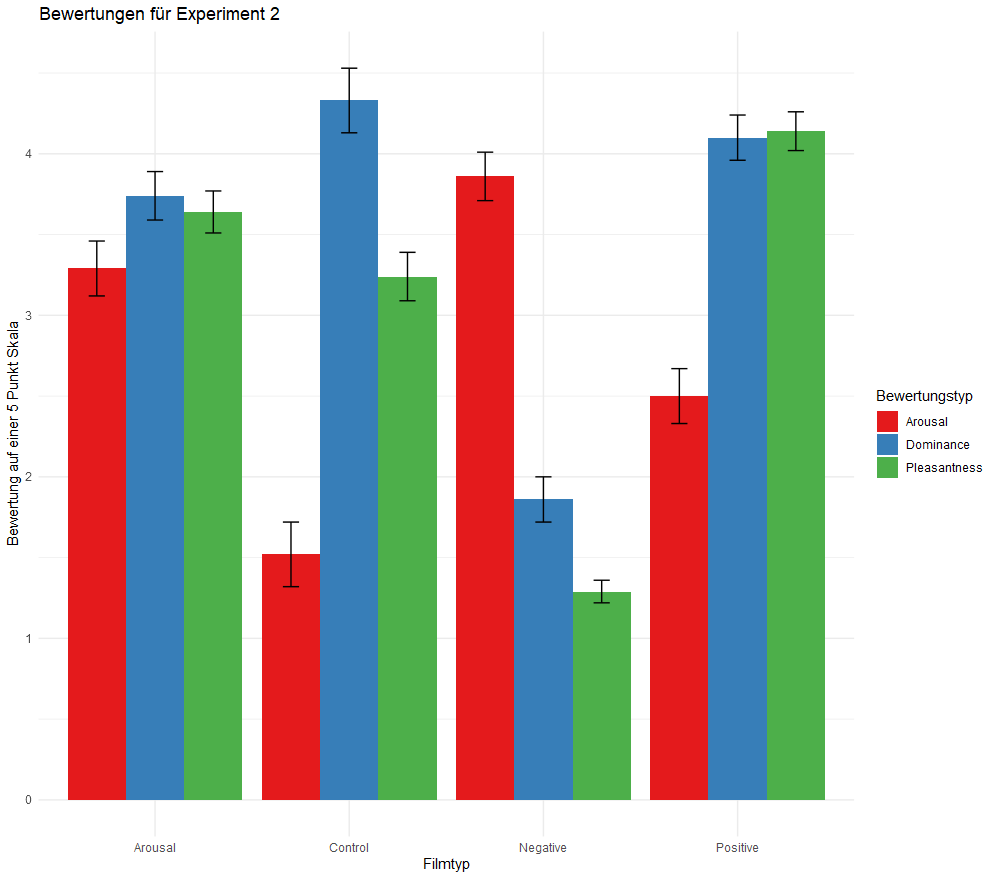 Bewertungen für Experiment 2
Bewertung auf einer 5 Punkt Skala
4
3
2
1
0
Arousal
Control
Negative
Positive
Filmtyp
Bewertungstyp
Arousal
Dominance
Pleasantness